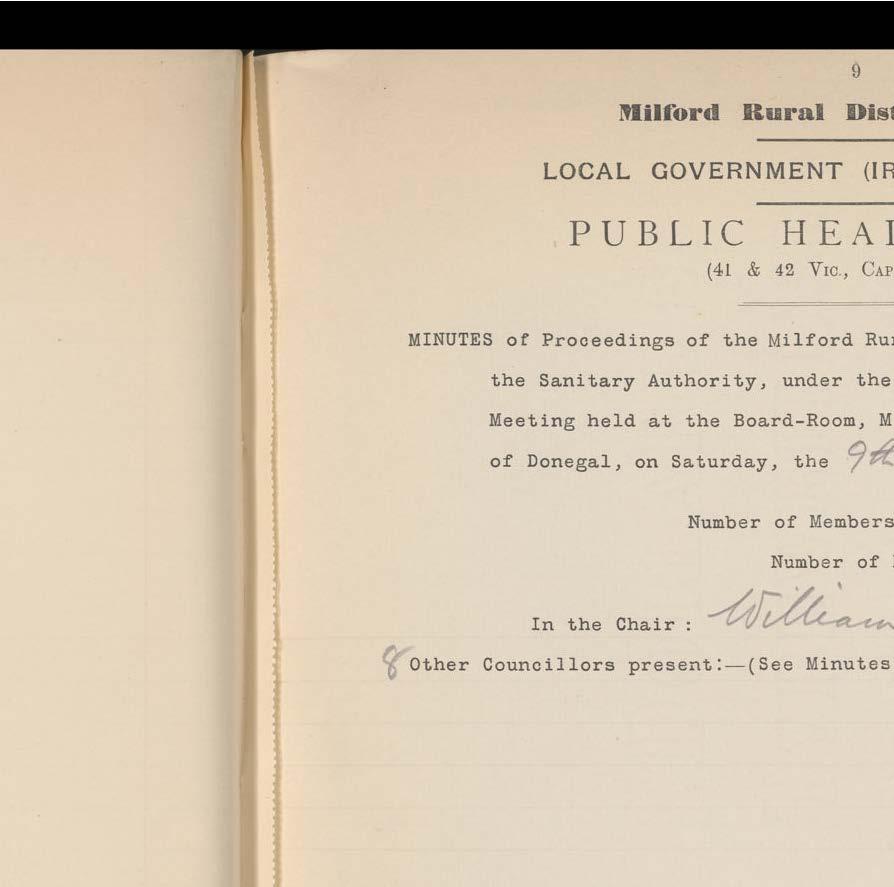 9
Milford Rural Dist
LOCAL GOVERNMENT (IR
PUBLIC HEAL
(41 & 42 Vic., Cap
MINUTES of Proceedings of the Milford Rur
the Sanitary Authority, under the
Meeting held at the Board-Room, M
of Donegal, on Saturday, the 9th
Number of Members
Number of
In the Chair : William
8 Other Councillors present:—(See Minutes